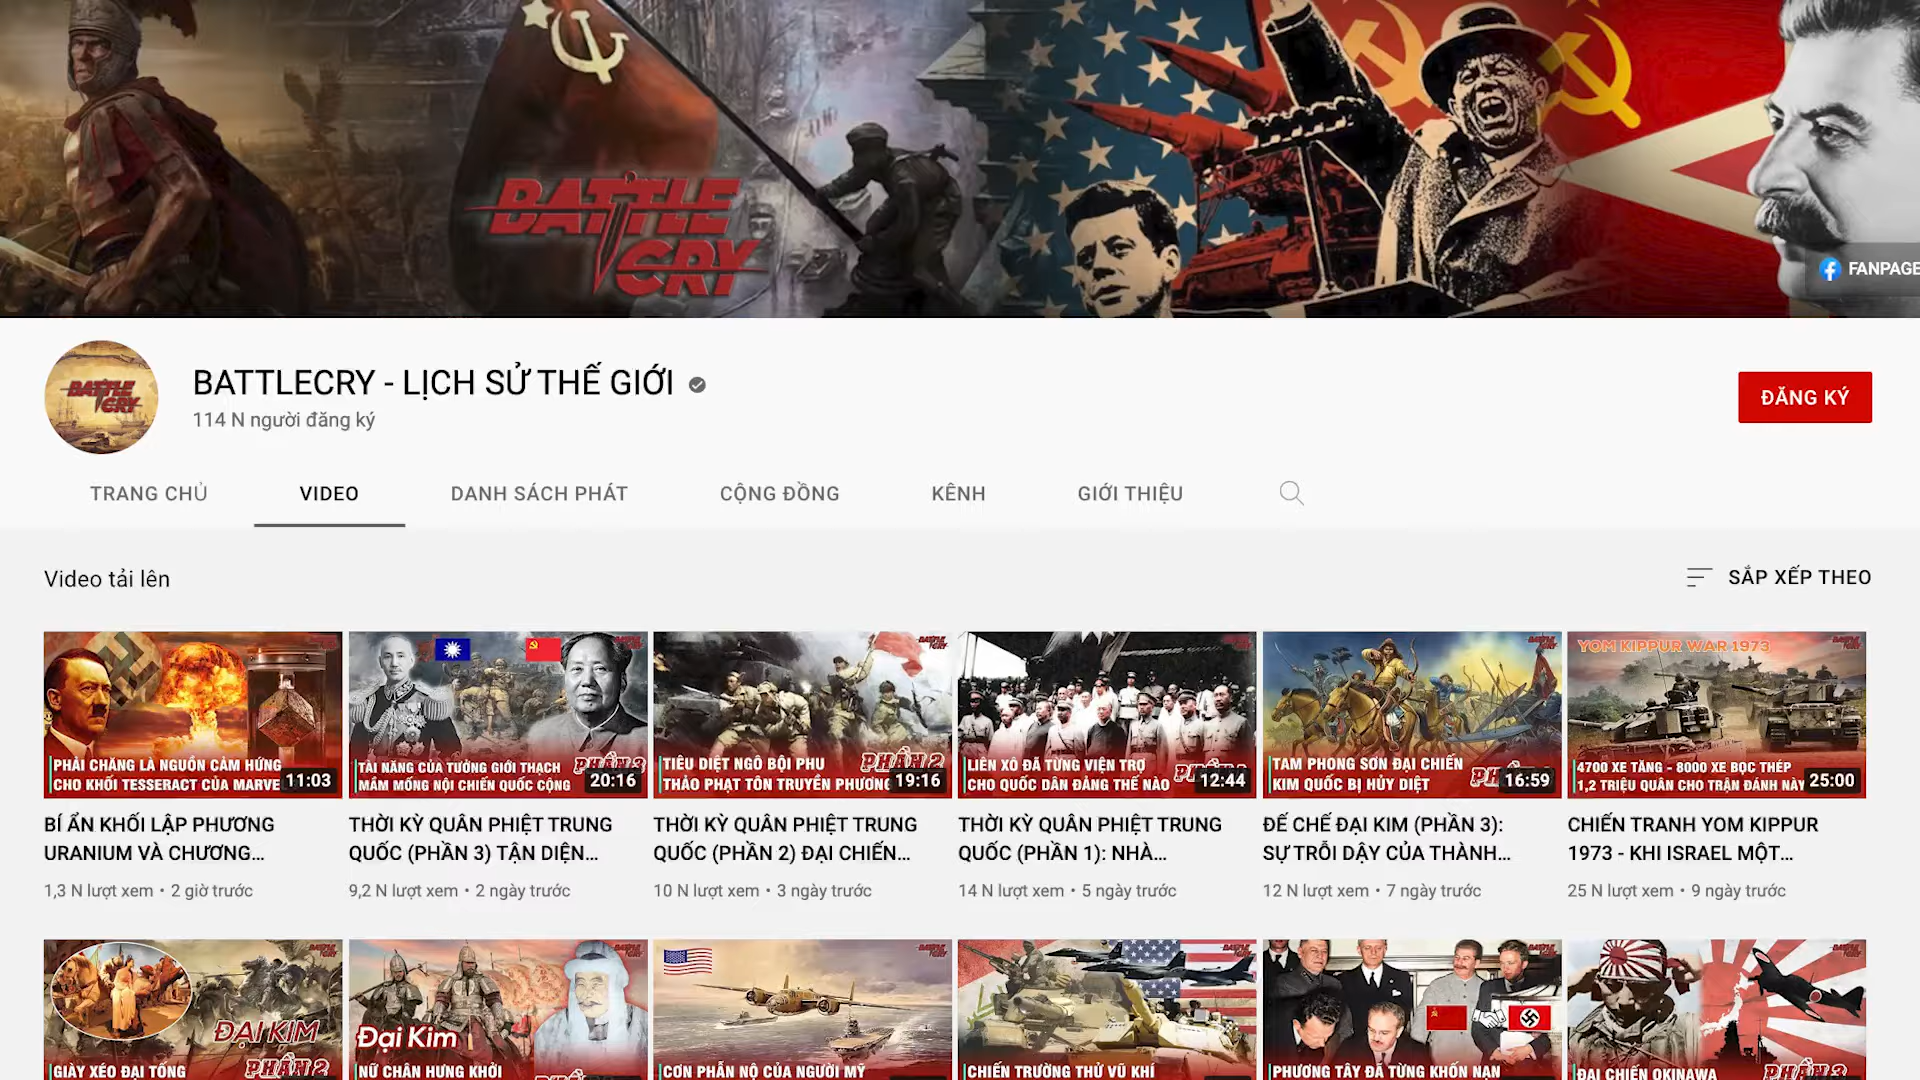 BATTLE
CRY
FANPAGE
BATTLECRY - LỊCH SỬ THẾ GIỚI
114 N người đăng ký
ĐĂNG KÝ
TRANG CHỦ
VIDEO
DANH SÁCH PHÁT
CỘNG ĐỒNG
KÊNH
GIỚI THIỆU
Video tải lên
SẮP XẾP THEO
PHẢI CHĂNG LÀ NGUỒN CẢM HỨNG
CHO KHỐI TESSERACT CỦA MARVE
11:03
BÍ ẨN KHỐI LẬP PHƯƠNG
URANIUM VÀ CHƯƠNG...
1,3 N lượt xem • 2 giờ trước
TÀI NĂNG CỦA TƯỞNG GIỚI THẠCH
MẦM MỐNG NỘI CHIẾN QUỐC CỘNG
PHẦN 3
20:16
THỜI KỲ QUÂN PHIỆT TRUNG
QUỐC (PHẦN 3) TẬN DIỆN...
9,2 N lượt xem • 2 ngày trước
TIÊU DIỆT NGÔ BỘI PHU
THẢO PHẠT TÔN TRUYỀN PHƯƠNG
PHẦN 2
19:16
THỜI KỲ QUÂN PHIỆT TRUNG
QUỐC (PHẦN 2) ĐẠI CHIẾN...
10 N lượt xem • 3 ngày trước
LIÊN XÔ ĐÃ TỪNG VIỆN TRỢ
CHO QUỐC DÂN ĐẢNG THẾ NÀO
12:44
THỜI KỲ QUÂN PHIỆT TRUNG
QUỐC (PHẦN 1): NHÀ...
14 N lượt xem • 5 ngày trước
TAM PHONG SƠN ĐẠI CHIẾN
KIM QUỐC BỊ HỦY DIỆT
16:59
ĐẾ CHẾ ĐẠI KIM (PHẦN 3):
SỰ TRỖI DẬY CỦA THÀNH...
12 N lượt xem • 7 ngày trước
YOM KIPPUR WAR 1973
4700 XE TĂNG - 8000 XE BỌC THÉP
1,2 TRIỆU QUÂN CHO TRẬN ĐÁNH NÀY
25:00
CHIẾN TRANH YOM KIPPUR
1973 - KHI ISRAEL MỘT...
25 N lượt xem • 9 ngày trước
ĐẠI KIM
GIÀY XÉO ĐẠI TỐNG
PHẦN 2
Đại Kim
NỮ CHÂN HƯNG KHỞI
CƠN PHẪN NỘ CỦA NGƯỜI MỸ
CHIẾN TRƯỜNG THỬ VŨ KHÍ
PHƯƠNG TÂY ĐÃ TỪNG KHỐN NẠN
ĐẠI CHIẾN OKINAWA
PHẦN 3